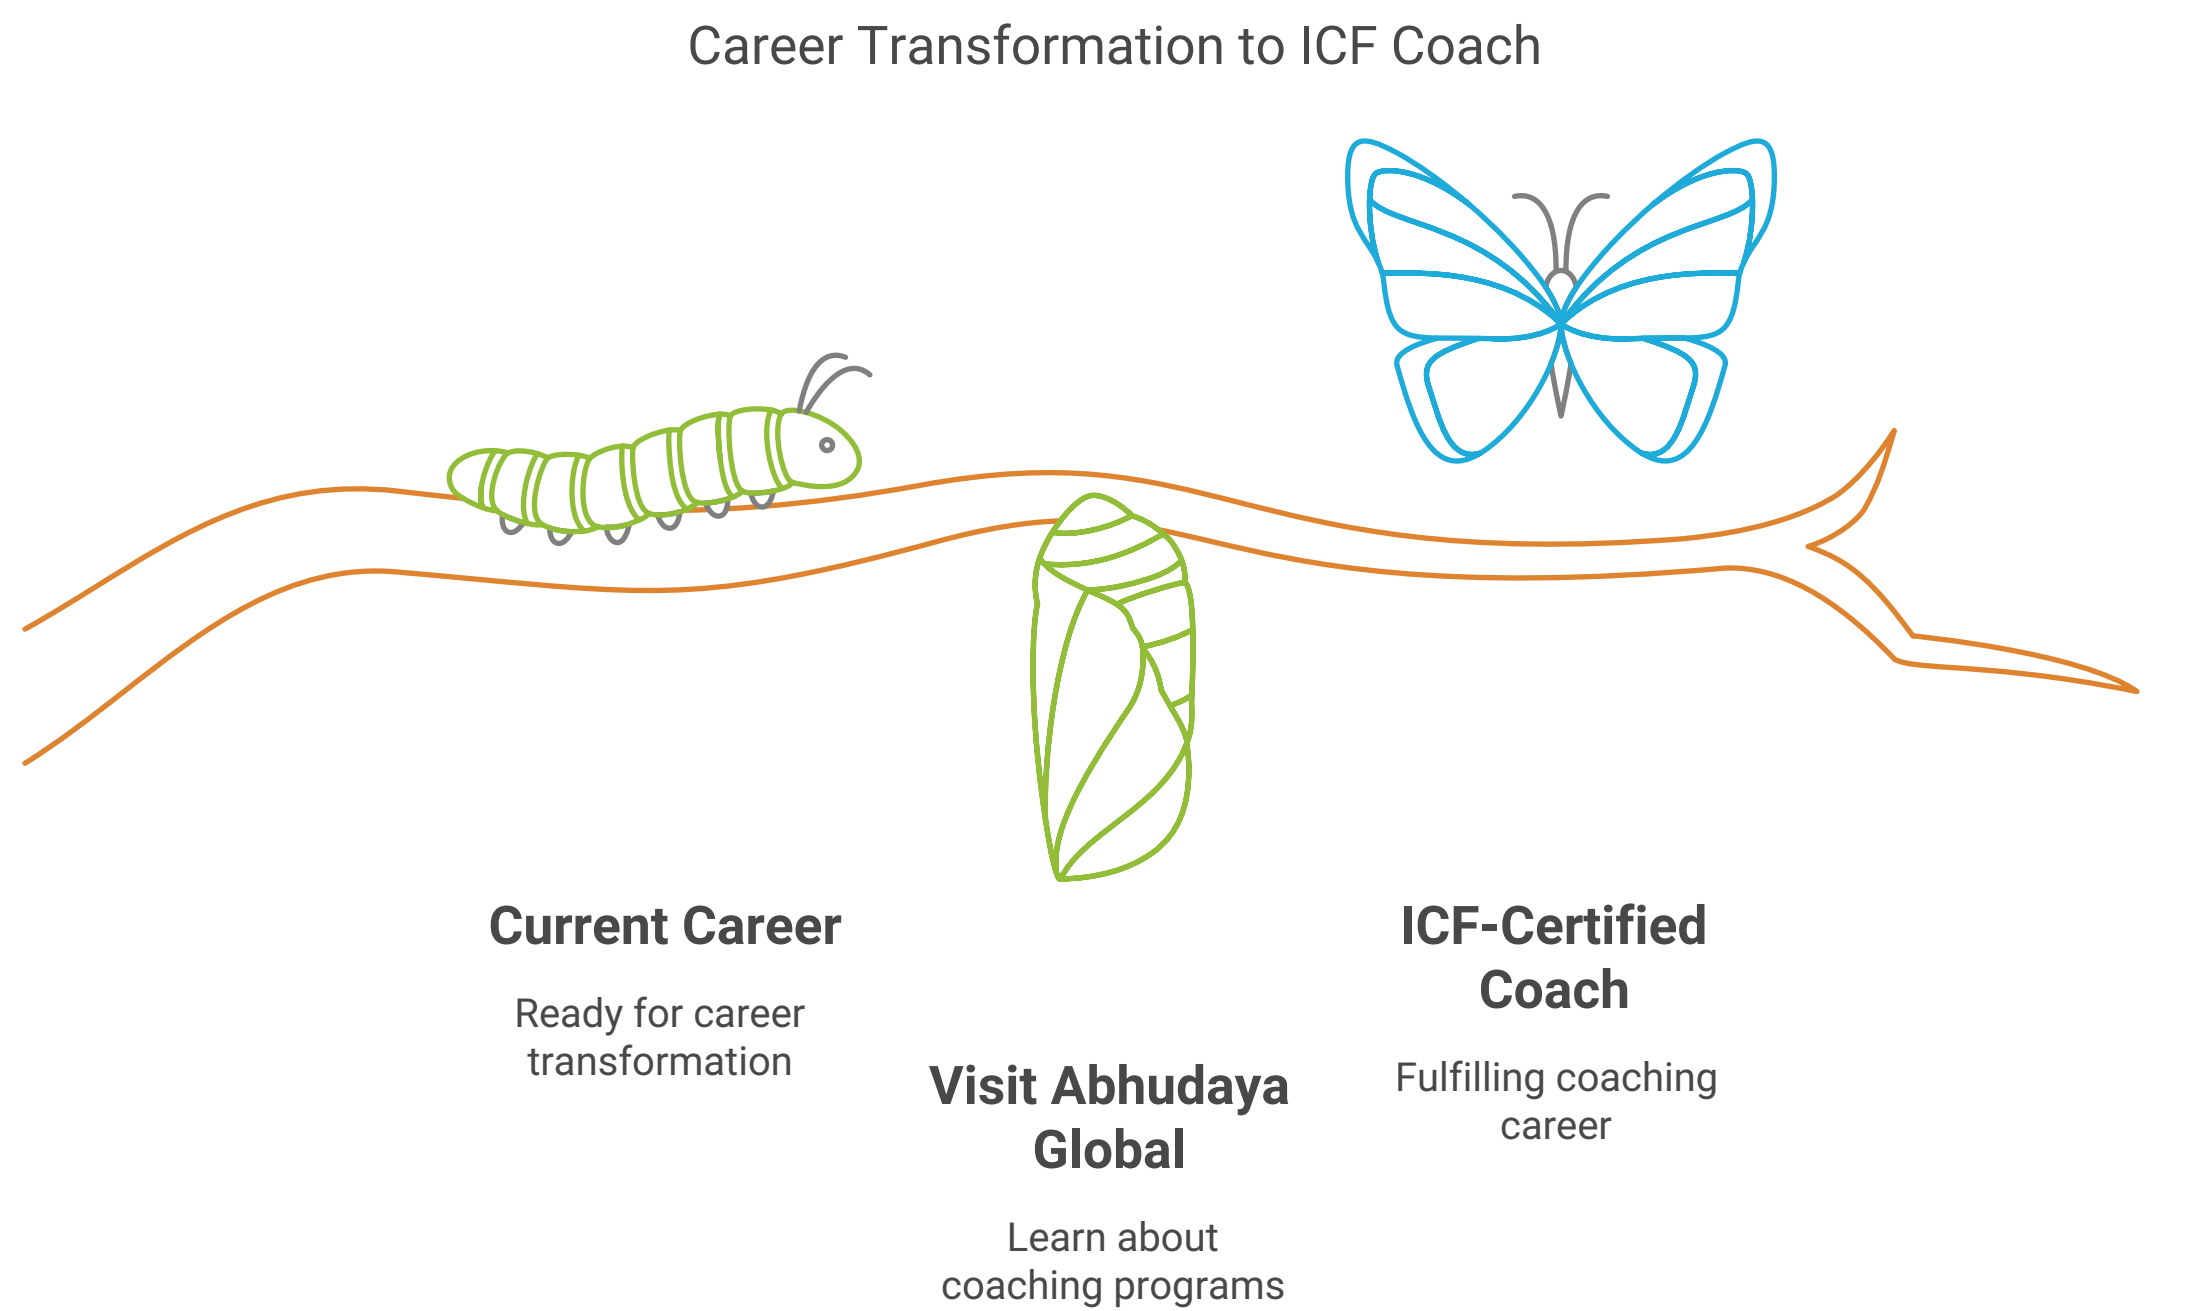 Career Transformation to ICF Coach
Current Career
Ready for career
transformation
Visit Abhudaya
Global
Learn about
coaching programs
ICF-Certified
Coach
Fulfilling coaching
career